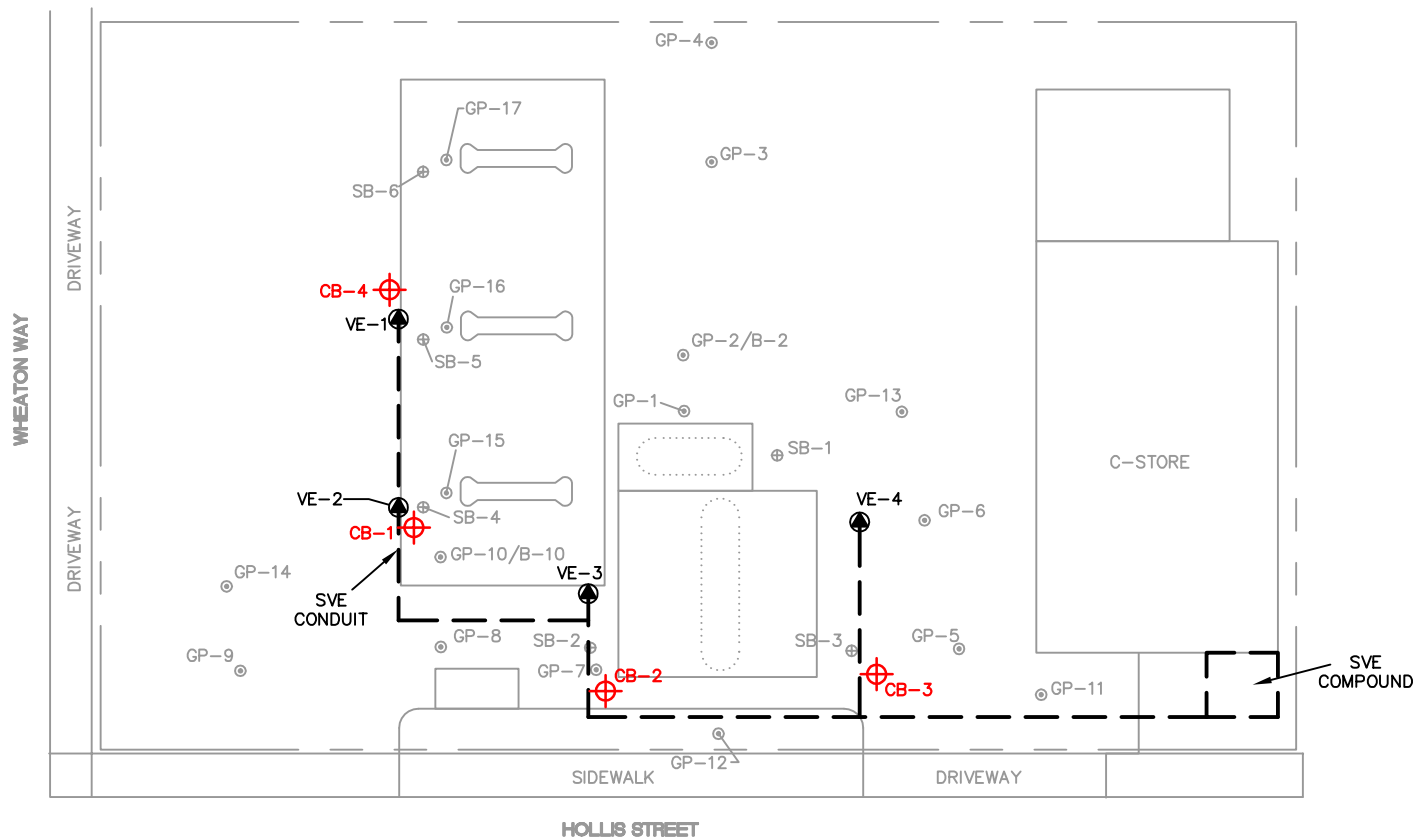 GP-4
GP-17
GP-3
SB-6
DRIVEWAY
CB-4
GP-16
VE-1
GP-2/B-2
SB-5
WHEATON WAY
GP-1
GP-13
GP-15
SB-1
C-STORE
VE-2
VE-4
SB-4
GP-6
CB-1
DRIVEWAY
GP-10/B-10
GP-14
VE-3
SVE
CONDUIT
GP-8
SB-2
SB-3
GP-5
GP-9
GP-7
CB-2
CB-3
GP-11
SVE
COMPOUND
GP-12
SIDEWALK
DRIVEWAY
HOLLIS STREET